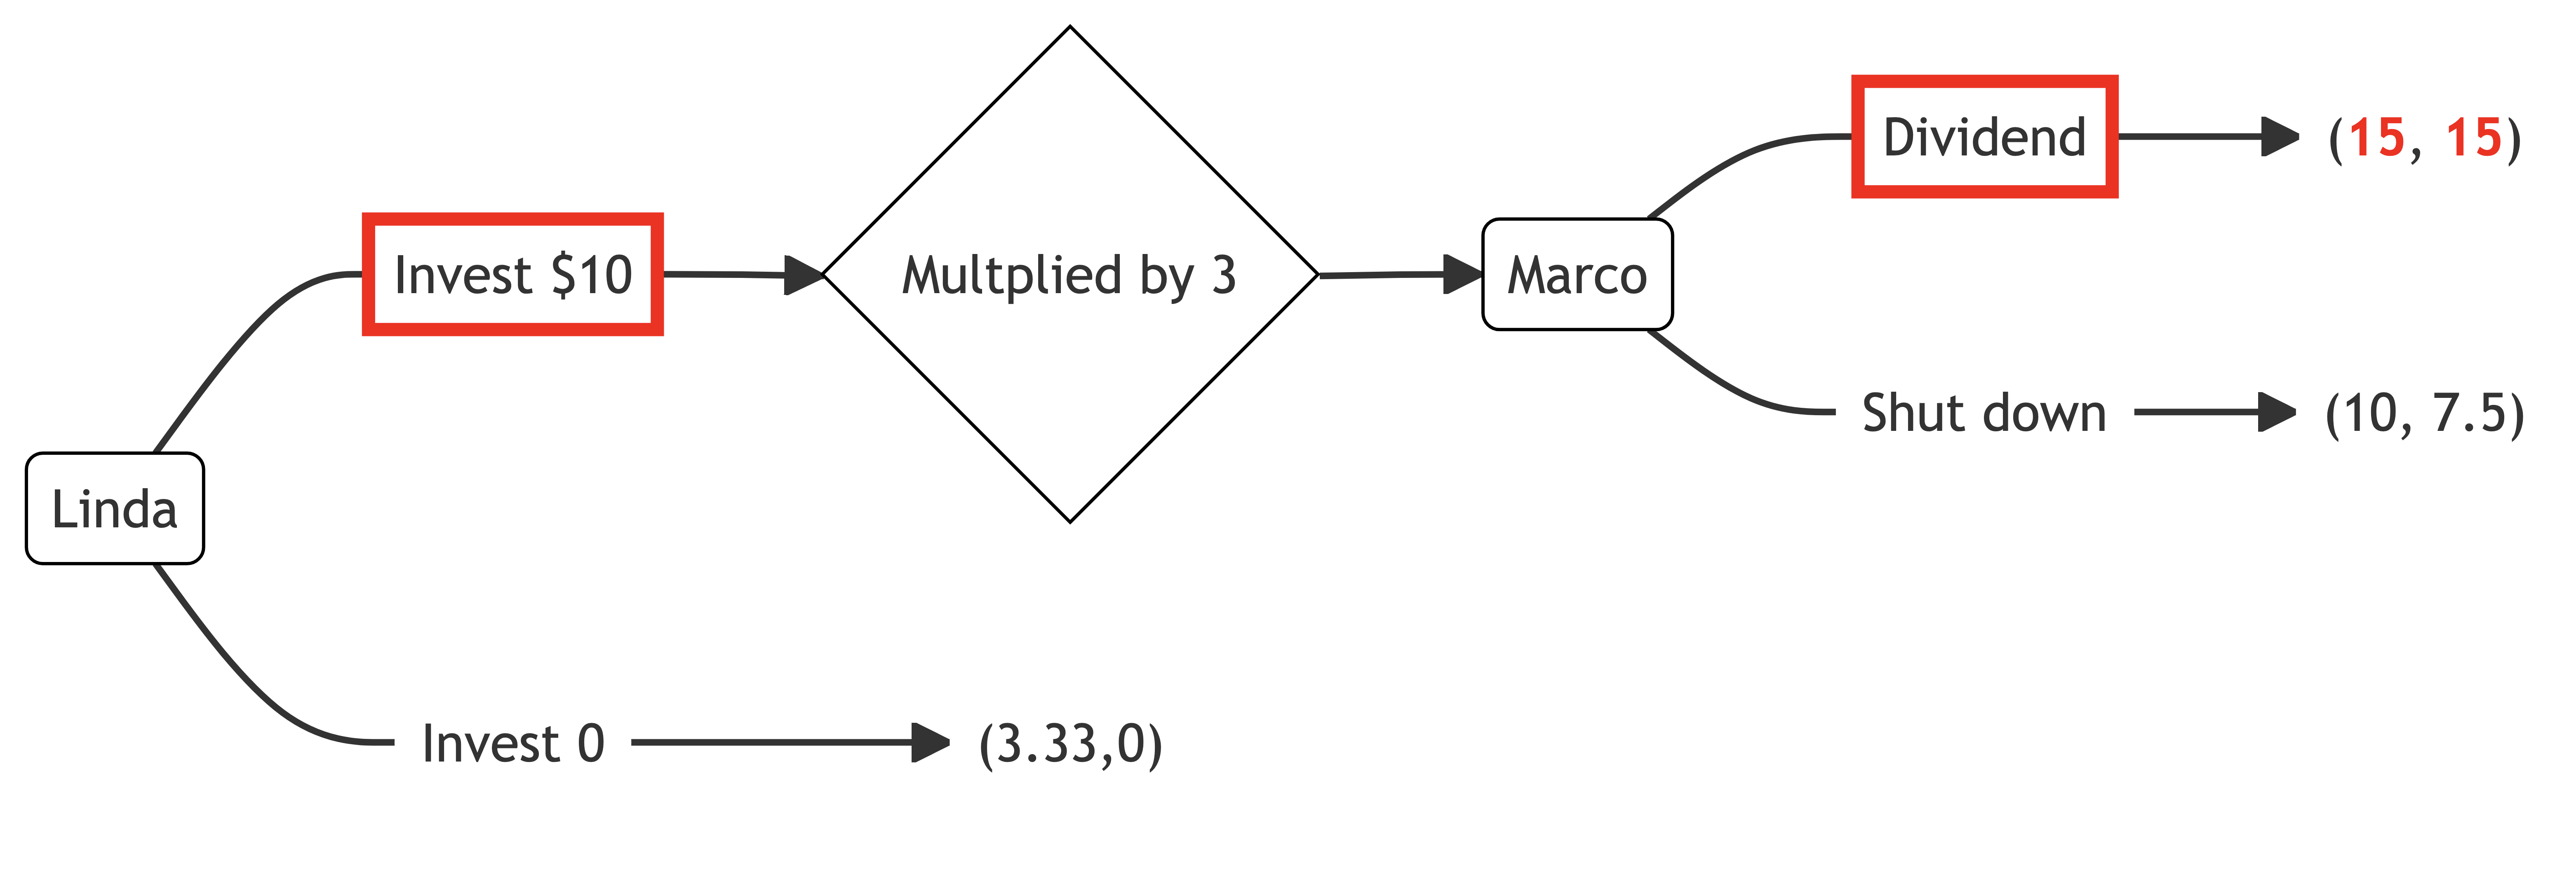 Linda
Invest $10
Multplied by 3
Marco
Dividend
(15, 15)
Shut down
(10, 7.5)
Invest 0
(3.33,0)